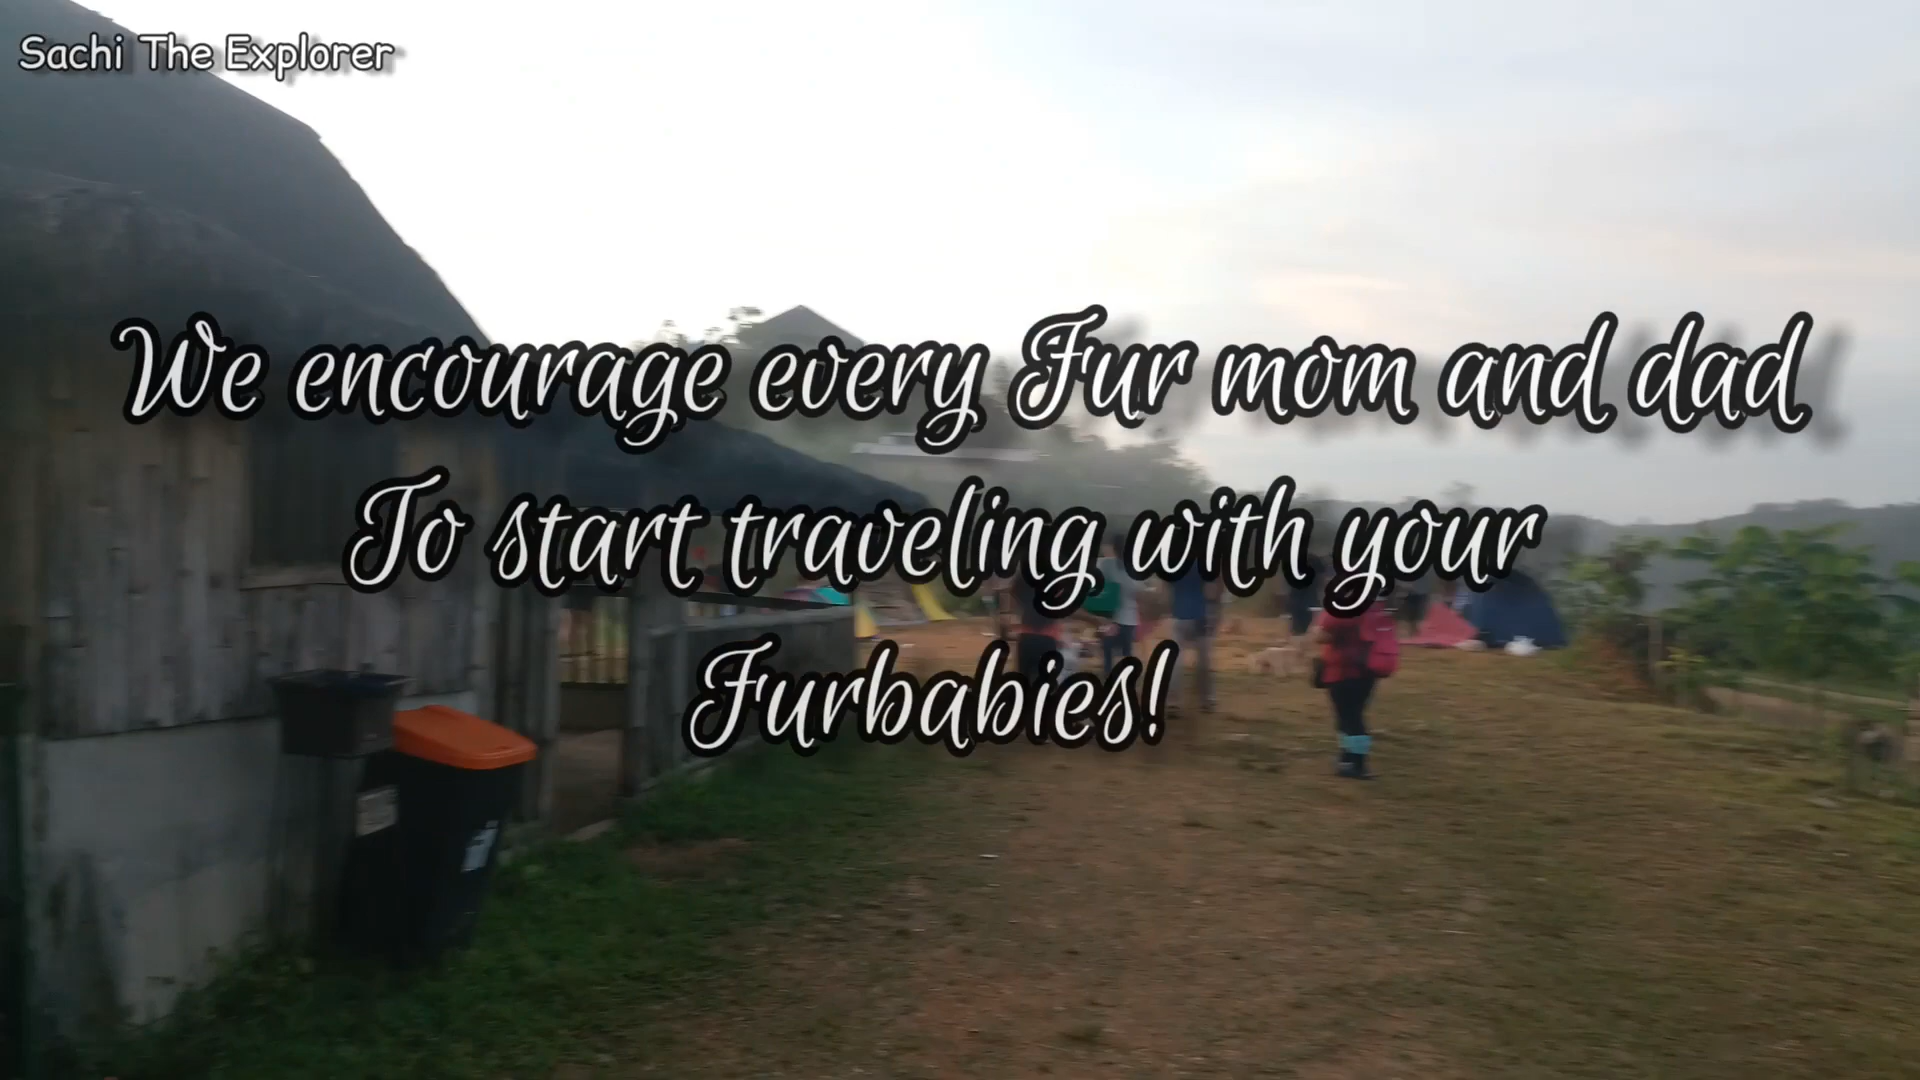 Sachi The Explorer
We encourage every Fur mom and dad
To start traveling with your
Furbabies!